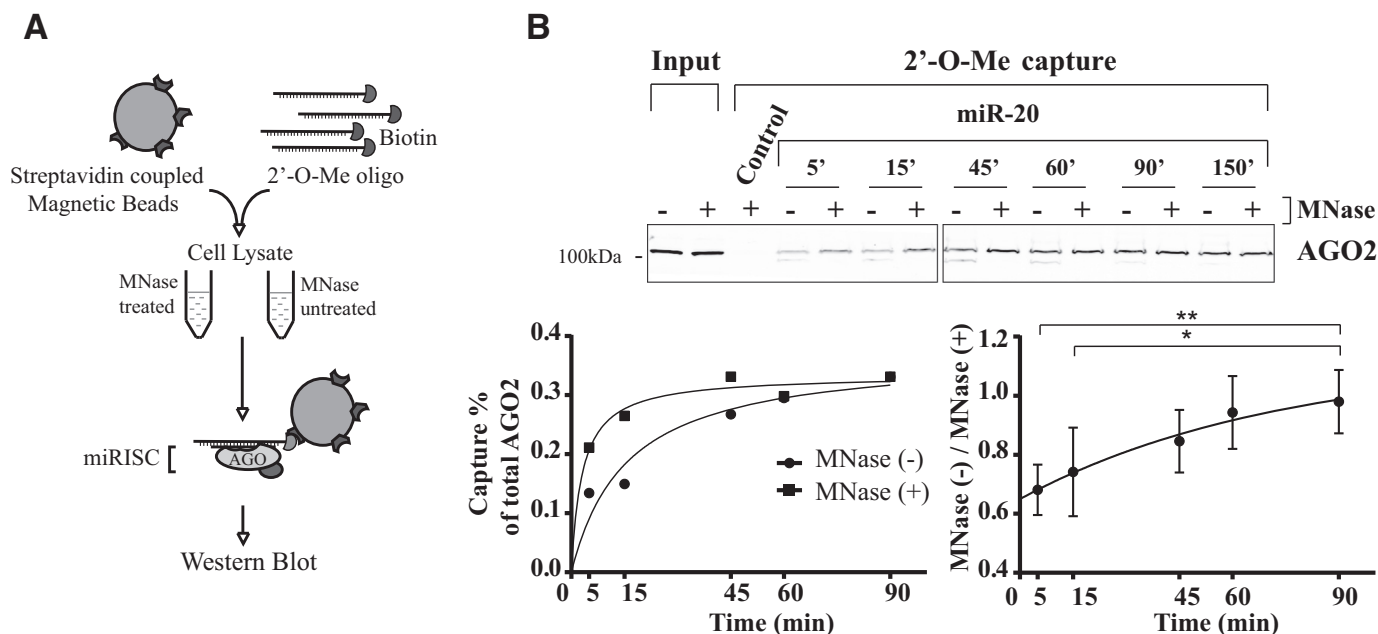 A
Biotin
Streptavidin coupled
Magnetic Beads
2’-O-Me oligo
Cell Lysate
MNase
treated
MNase
untreated
miRISC
AGO
Western Blot
B
Input
2’-O-Me capture
Control
miR-20
5’ 15’ 45’ 60’ 90’ 150’
- + + - + - + - + - + - + - + MNase
100kDa - AGO2
Capture %
of total AGO2
0.4
0.3
0.2
0.1
0.0
MNase (-)
MNase (+)
0 5 15 45 60 90
Time (min)
MNase (-) / MNase (+)
**
*
1.2
1.0
0.8
0.6
0.4
0 5 15 45 60 90
Time (min)